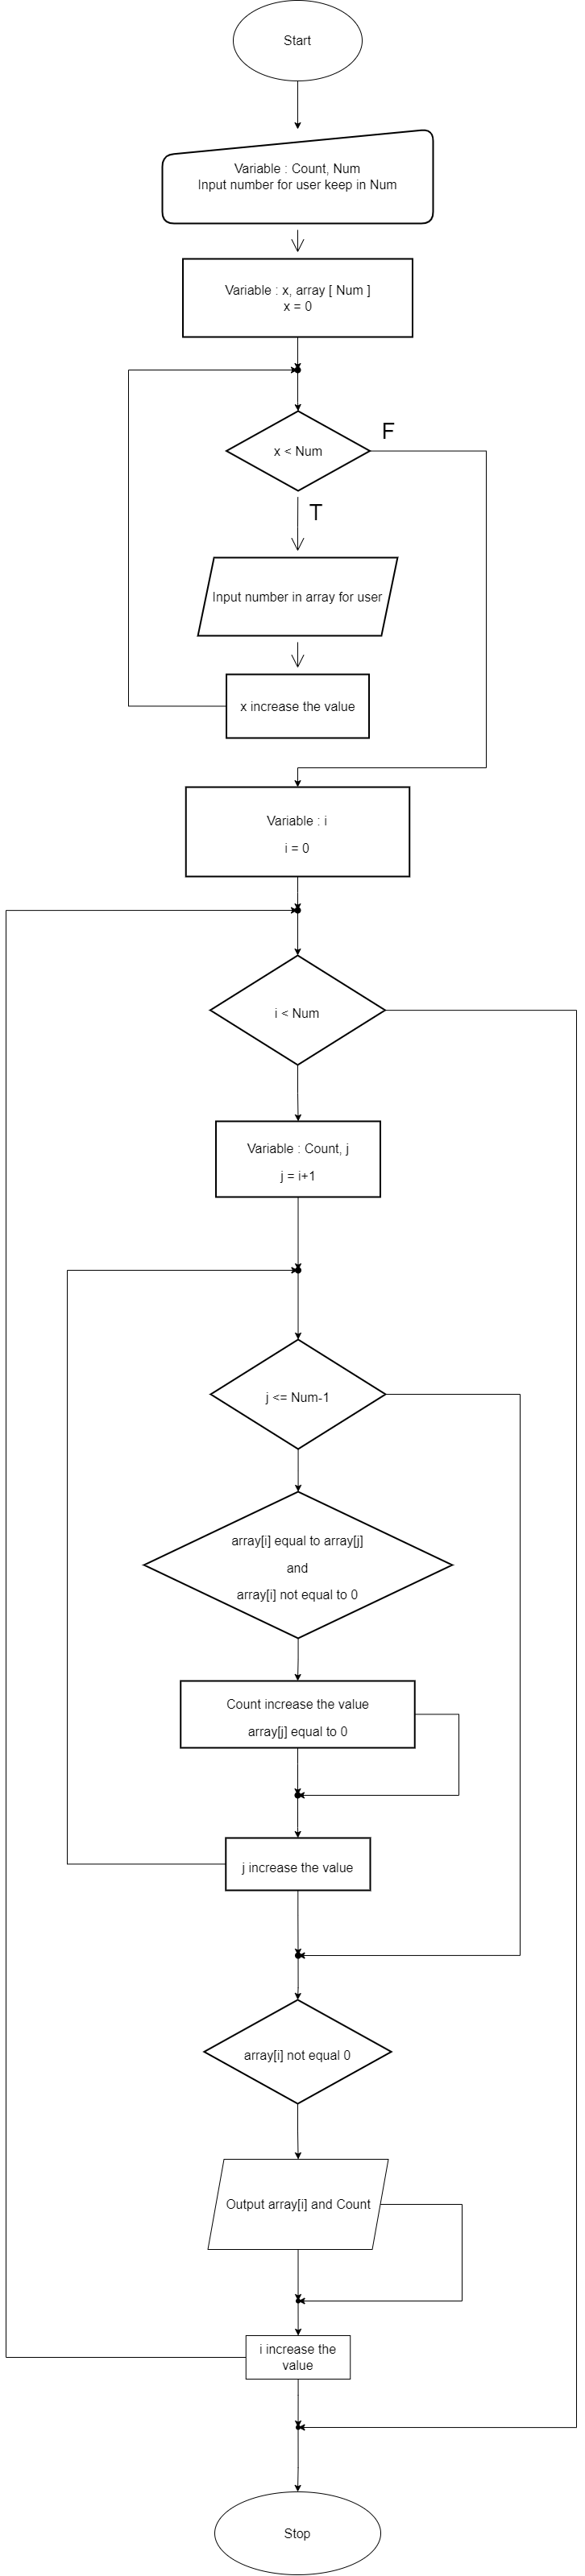 Start
Variable : Count, Num
Input number for user keep in Num
Variable : x, array [ Num ]
x = 0
x < Num
F
T
Input number in array for user
x increase the value
Variable : i
i = 0
i < Num
Variable : Count, j
j = i+1
j <= Num-1
array[i] equal to array[j]
and
array[i] not equal to 0
Count increase the value
array[j] equal to 0
j increase the value
array[i] not equal 0
Output array[i] and Count
i increase the
value
Stop